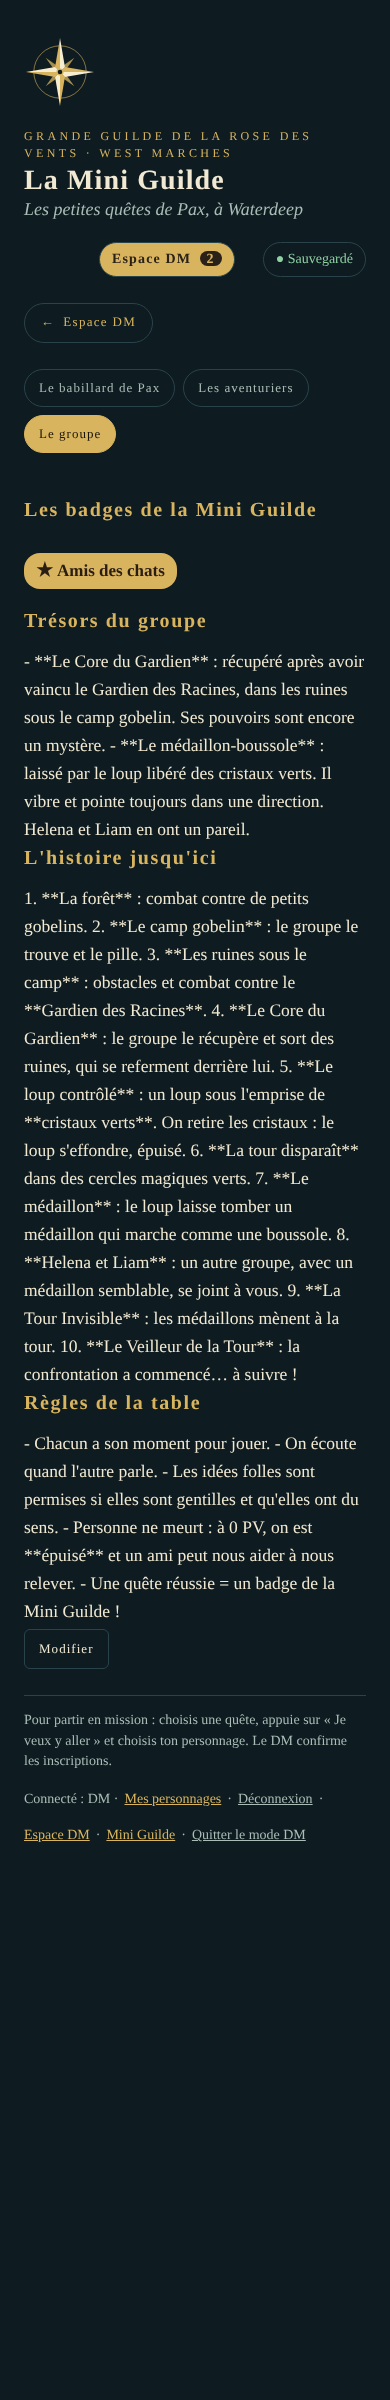 GRANDE GUILDE DE LA ROSE DES
VENTS · WEST MARCHES
La Mini Guilde
Les petites quêtes de Pax, à Waterdeep
Espace DM 2
● Sauvegardé
← Espace DM
Le babillard de Pax
Les aventuriers
Le groupe
Les badges de la Mini Guilde
★ Amis des chats
Trésors du groupe
- **Le Core du Gardien** : récupéré après avoir
vaincu le Gardien des Racines, dans les ruines
sous le camp gobelin. Ses pouvoirs sont encore
un mystère. - **Le médaillon-boussole** :
laissé par le loup libéré des cristaux verts. Il
vibre et pointe toujours dans une direction.
Helena et Liam en ont un pareil.
L'histoire jusqu'ici
1. **La forêt** : combat contre de petits
gobelins. 2. **Le camp gobelin** : le groupe le
trouve et le pille. 3. **Les ruines sous le
camp** : obstacles et combat contre le
**Gardien des Racines**. 4. **Le Core du
Gardien** : le groupe le récupère et sort des
ruines, qui se referment derrière lui. 5. **Le
loup contrôlé** : un loup sous l'emprise de
**cristaux verts**. On retire les cristaux : le
loup s'effondre, épuisé. 6. **La tour disparaît**
dans des cercles magiques verts. 7. **Le
médaillon** : le loup laisse tomber un
médaillon qui marche comme une boussole. 8.
**Helena et Liam** : un autre groupe, avec un
médaillon semblable, se joint à vous. 9. **La
Tour Invisible** : les médaillons mènent à la
tour. 10. **Le Veilleur de la Tour** : la
confrontation a commencé… à suivre !
Règles de la table
- Chacun a son moment pour jouer. - On écoute
quand l'autre parle. - Les idées folles sont
permises si elles sont gentilles et qu'elles ont du
sens. - Personne ne meurt : à 0 PV, on est
**épuisé** et un ami peut nous aider à nous
relever. - Une quête réussie = un badge de la
Mini Guilde !
Modifier
Pour partir en mission : choisis une quête, appuie sur « Je
veux y aller » et choisis ton personnage. Le DM confirme
les inscriptions.
Connecté : DM · Mes personnages · Déconnexion ·
Espace DM · Mini Guilde · Quitter le mode DM